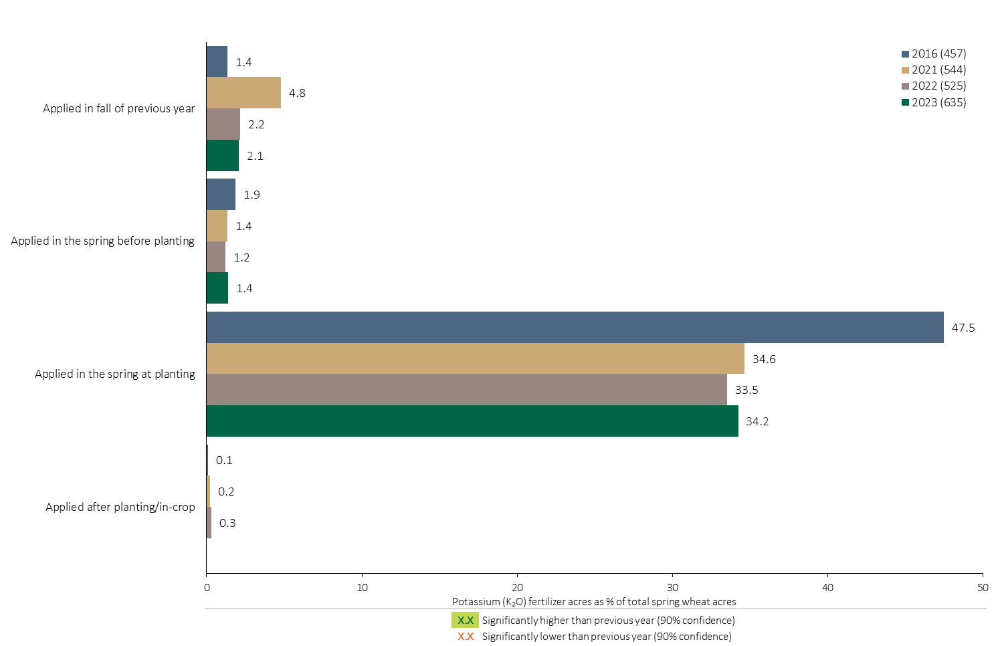 2016 (457)
2021 (544)
2022 (525)
2023 (635)
Applied in fall of previous year
1.4
4.8
2.2
2.1
Applied in the spring before planting
1.9
1.4
1.2
1.4
Applied in the spring at planting
47.5
34.6
33.5
34.2
Applied after planting/in-crop
0.1
0.2
0.3
0 10 20 30 40 50
Potassium (K₂O) fertilizer acres as % of total spring wheat acres
X.X Significantly higher than previous year (90% confidence)
X.X Significantly lower than previous year (90% confidence)